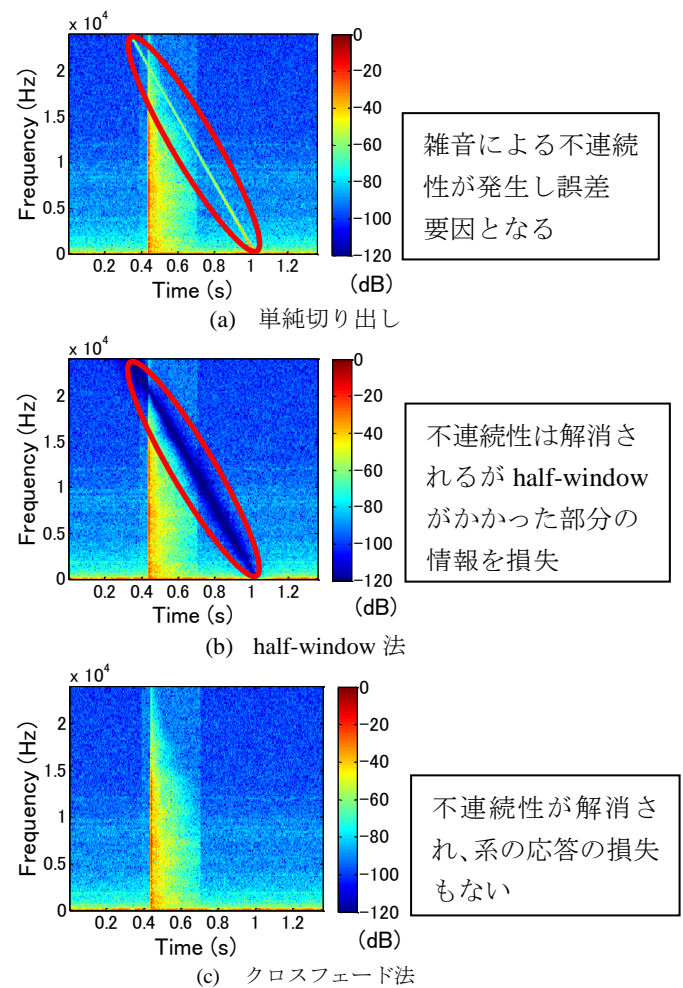 x 10⁴
2
1.5
1
0.5
0
Frequency (Hz)
0.2 0.4 0.6 0.8 1 1.2
Time (s)
0
-20
-40
-60
-80
-100
-120
(dB)
雑音による不連続
性が発生し誤差
要因となる
(a) 単純切り出し
x 10⁴
2
1.5
1
0.5
0
Frequency (Hz)
0.2 0.4 0.6 0.8 1 1.2
Time (s)
0
-20
-40
-60
-80
-100
-120
(dB)
不連続性は解消さ
れるが half-window
がかかった部分の
情報を損失
(b) half-window 法
x 10⁴
2
1.5
1
0.5
0
Frequency (Hz)
0.2 0.4 0.6 0.8 1 1.2
Time (s)
0
-20
-40
-60
-80
-100
-120
(dB)
不連続性が解消さ
れ、系の応答の損失
もない
(c) クロスフェード法